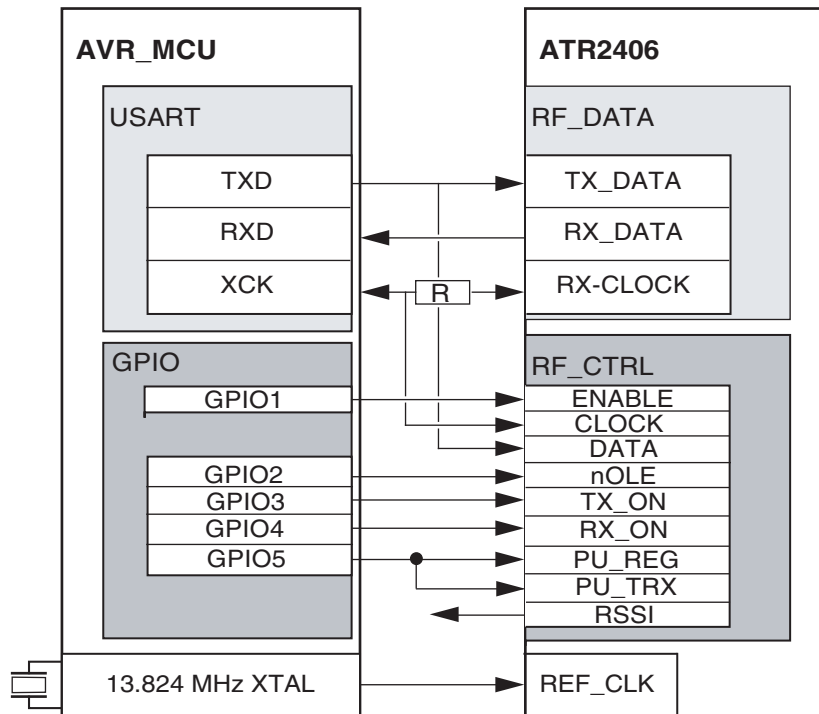 AVR_MCU
USART
TXD
RXD
XCK
GPIO
GPIO1
GPIO2
GPIO3
GPIO4
GPIO5
13.824 MHz XTAL
R
ATR2406
RF_DATA
TX_DATA
RX_DATA
RX-CLOCK
RF_CTRL
ENABLE
CLOCK
DATA
nOLE
TX_ON
RX_ON
PU_REG
PU_TRX
RSSI
REF_CLK